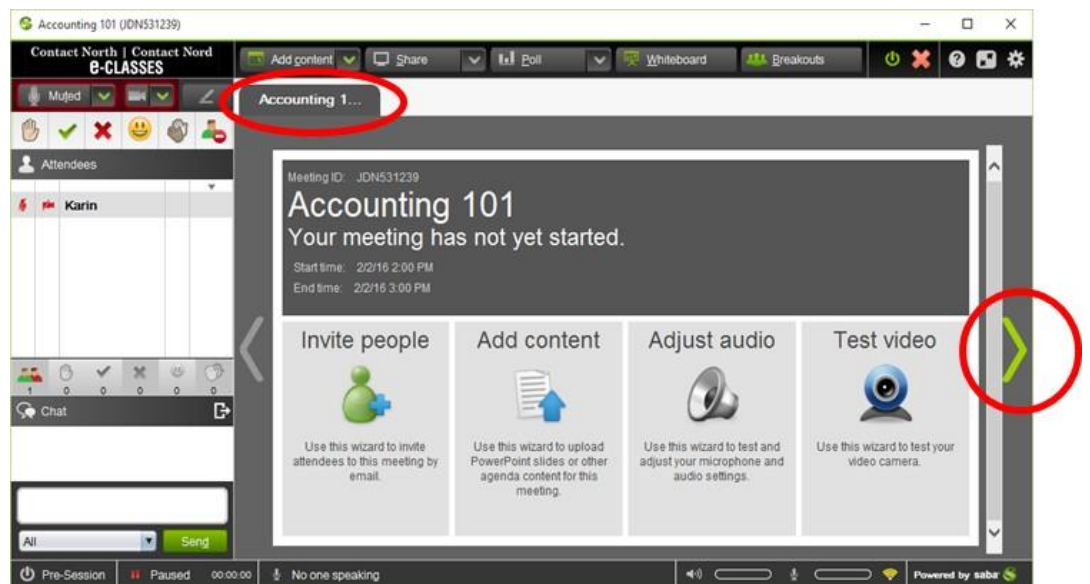 Accounting 101 (JDN531239)
Contact North | Contact Nord
e-CLASSES
Add content
Share
Poll
Whiteboard
Breakouts
Muted
Accounting 1...
Attendees
Karin
1 0 0 0 0 0
Chat
All
Send
Meeting ID: JDN531239
Accounting 101
Your meeting has not yet started.
Start time: 2/2/16 2:00 PM
End time: 2/2/16 3:00 PM
Invite people
Use this wizard to invite
attendees to this meeting by
email.
Add content
Use this wizard to upload
PowerPoint slides or other
agenda content for this
meeting.
Adjust audio
Use this wizard to test and
adjust your microphone and
audio settings.
Test video
Use this wizard to test your
video camera.
Pre-Session
Paused
00:00:00
No one speaking
Powered by saba